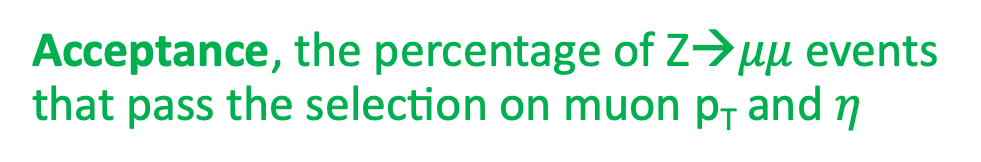 Acceptance, the percentage of Z→μμ events
that pass the selection on muon pT and η